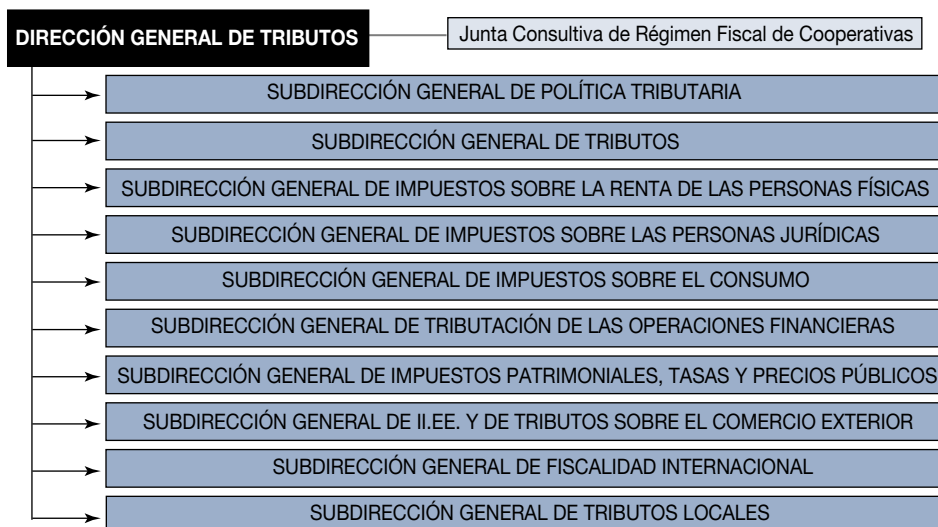 DIRECCIÓN GENERAL DE TRIBUTOS
Junta Consultiva de Régimen Fiscal de Cooperativas
SUBDIRECCIÓN GENERAL DE POLÍTICA TRIBUTARIA
SUBDIRECCIÓN GENERAL DE TRIBUTOS
SUBDIRECCIÓN GENERAL DE IMPUESTOS SOBRE LA RENTA DE LAS PERSONAS FÍSICAS
SUBDIRECCIÓN GENERAL DE IMPUESTOS SOBRE LAS PERSONAS JURÍDICAS
SUBDIRECCIÓN GENERAL DE IMPUESTOS SOBRE EL CONSUMO
SUBDIRECCIÓN GENERAL DE TRIBUTACIÓN DE LAS OPERACIONES FINANCIERAS
SUBDIRECCIÓN GENERAL DE IMPUESTOS PATRIMONIALES, TASAS Y PRECIOS PÚBLICOS
SUBDIRECCIÓN GENERAL DE II.EE. Y DE TRIBUTOS SOBRE EL COMERCIO EXTERIOR
SUBDIRECCIÓN GENERAL DE FISCALIDAD INTERNACIONAL
SUBDIRECCIÓN GENERAL DE TRIBUTOS LOCALES